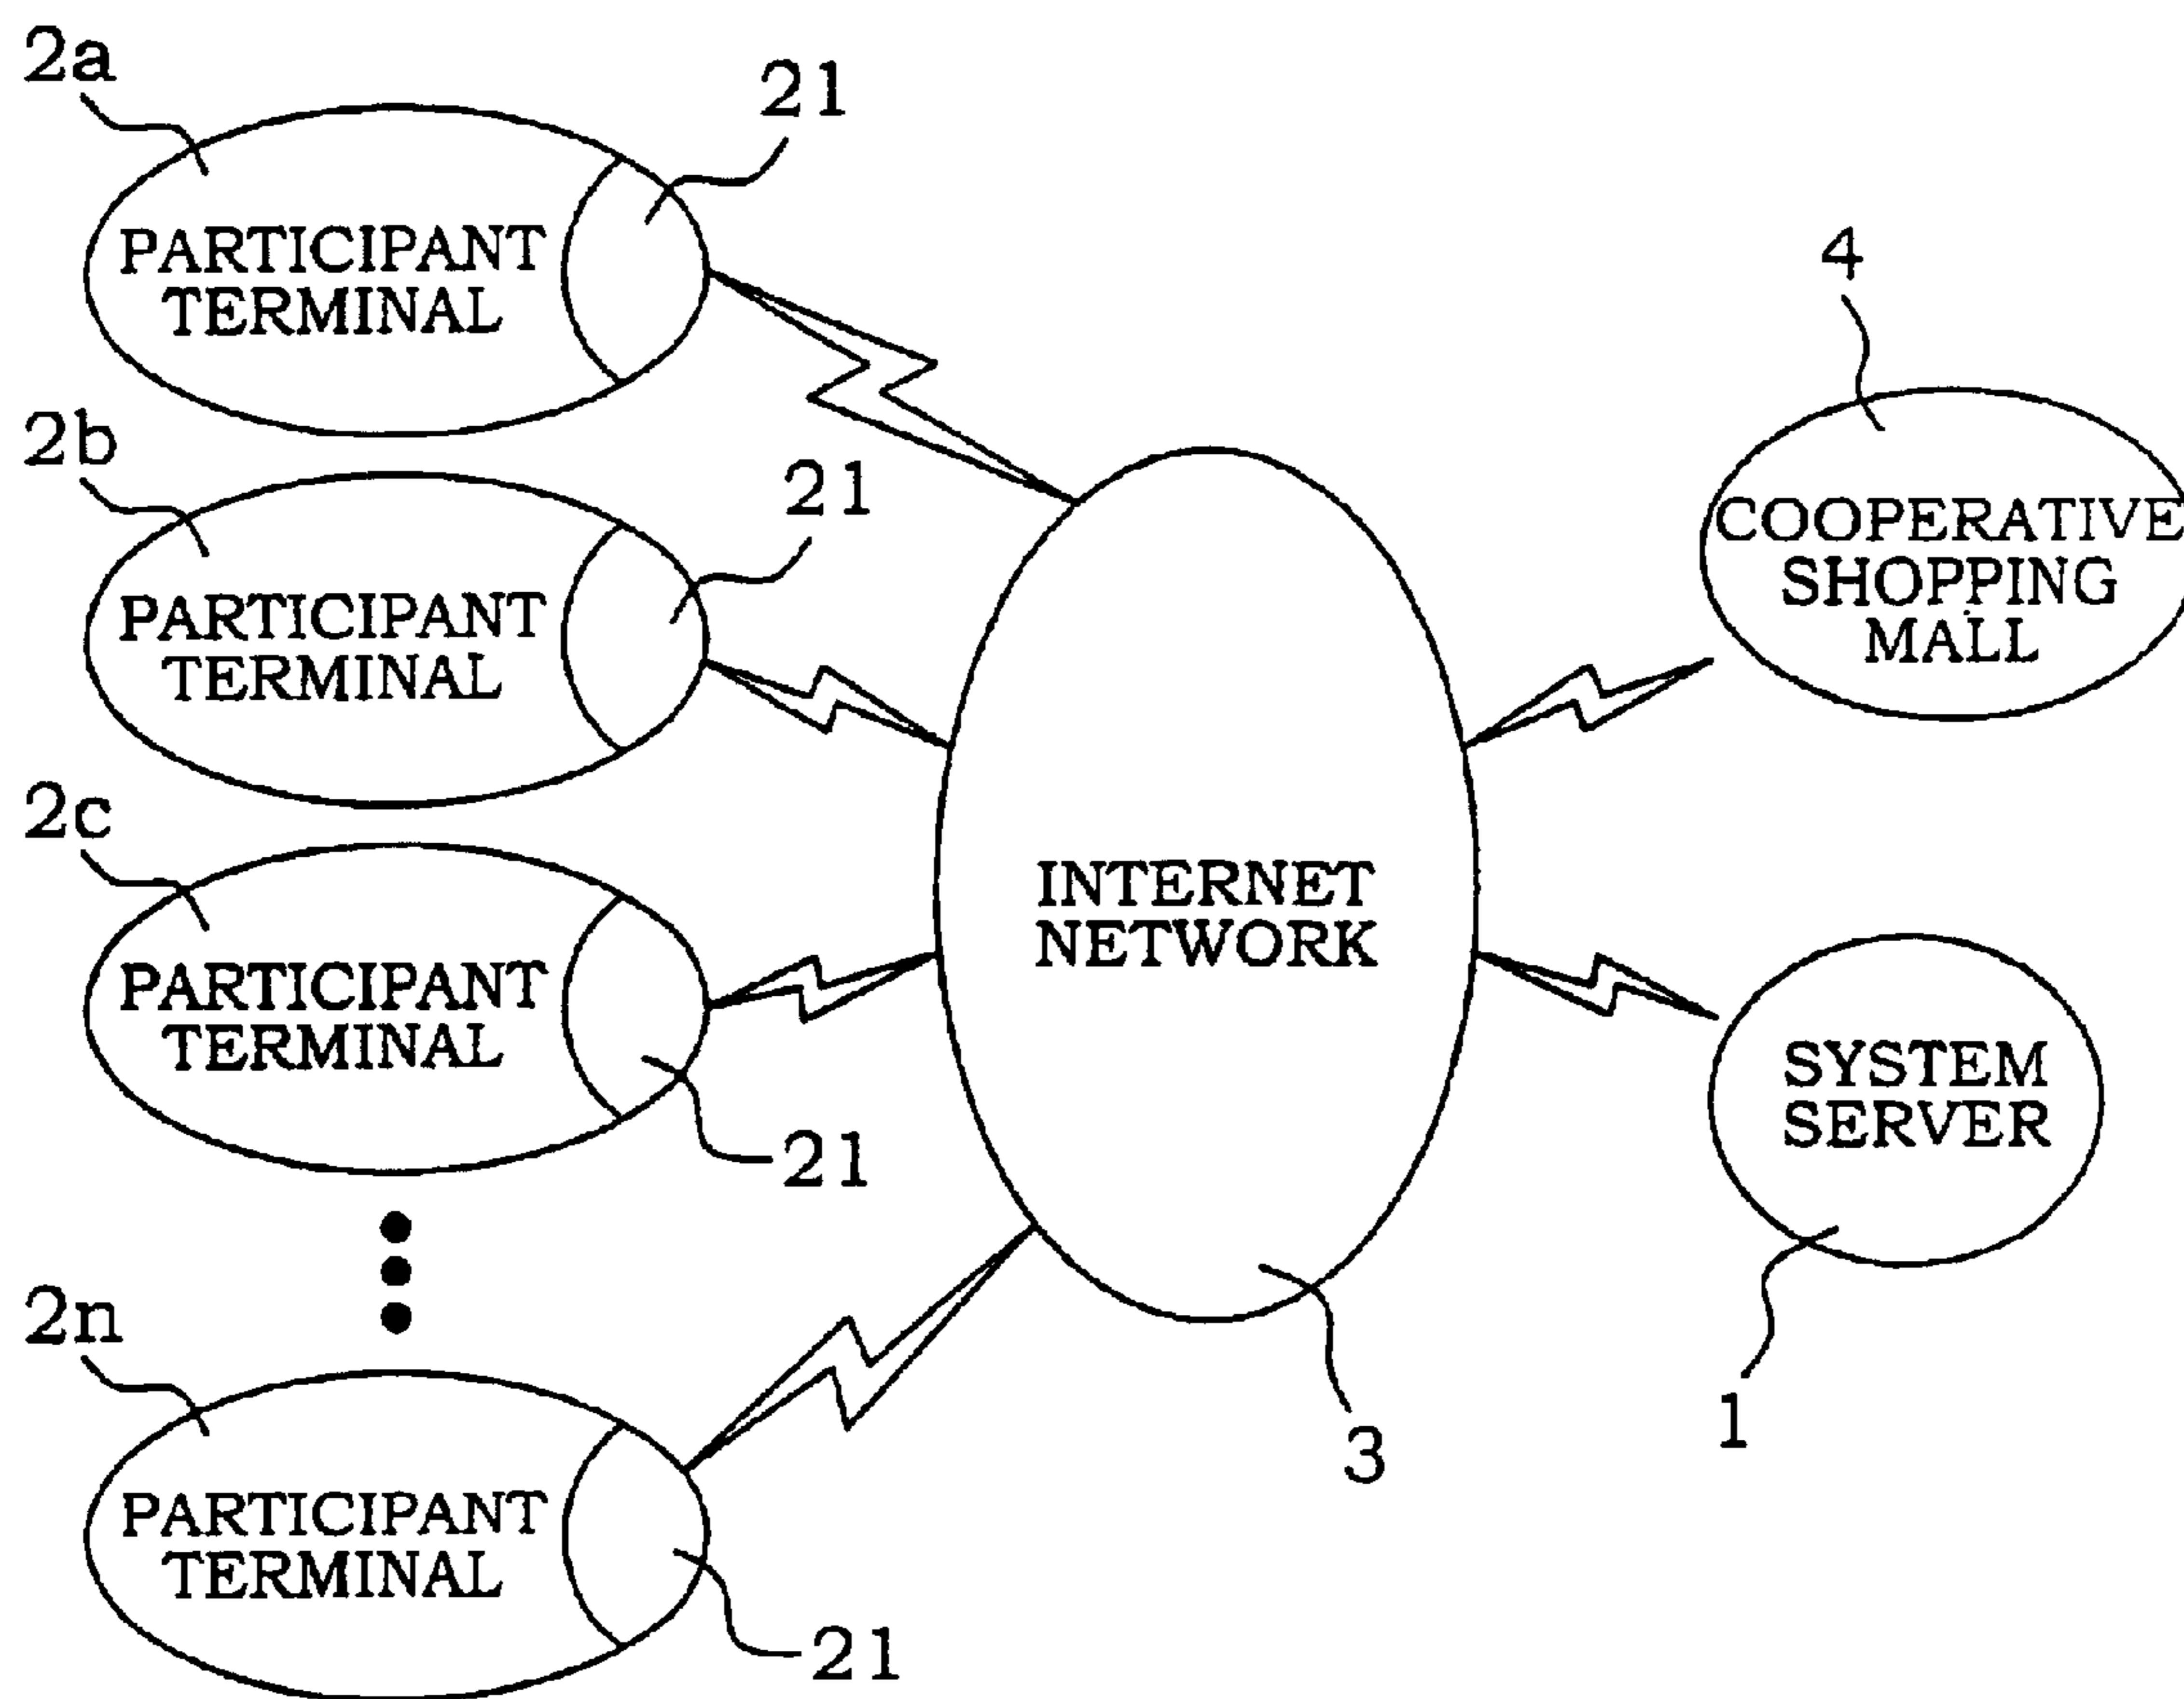 2a
21
PARTICIPANT
TERMINAL
2b
21
PARTICIPANT
TERMINAL
2c
PARTICIPANT
TERMINAL
21
2n
PARTICIPANT
TERMINAL
21
INTERNET
NETWORK
3
4
COOPERATIVE
SHOPPING
MALL
SYSTEM
SERVER
1